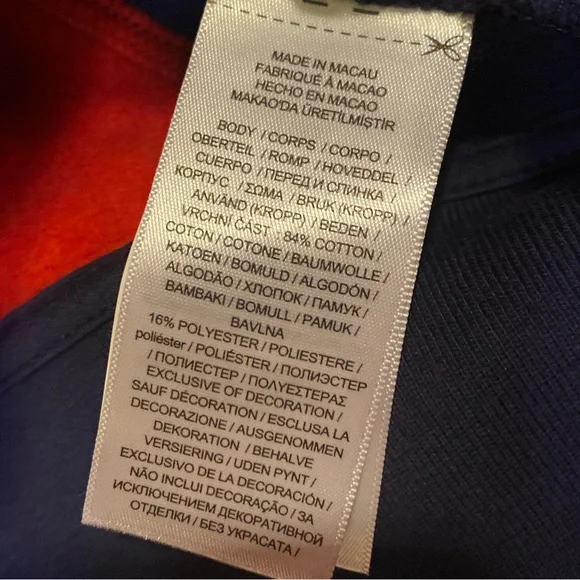 MADE IN MACAU
FABRIQUÉ À MACAO
HECHO EN MACAO
MAKAO'DA ÜRETİLMİŞTİR
BODY / CORPS / CORPO /
OBERTEIL / ROMP / HOVEDDEL /
CUERPO / ПЕРЕД И СПИНКА /
КОРПУС / ΣΩΜΑ / BRUK (KROPP) /
ANVÄND (KROPP) / BEDEN /
VRCHNÍ ČÁST 84% COTTON /
COTON / COTONE / BAUMWOLLE /
KATOEN / BOMULD / ALGODÓN /
ALGODÃO / ХЛОПОК / ПАМУК /
BAMBAKI / BOMULL / PAMUK /
BAVLNA
16% POLYESTER / POLIESTERE /
poliéster / POLIÉSTER / ПОЛИЭСТЕР
/ ПОЛИЕСТЕР / ΠΟΛΥΕΣΤΕΡΑΣ
EXCLUSIVE OF DECORATION /
SAUF DÉCORATION / ESCLUSA LA
DECORAZIONE / AUSGENOMMEN
DEKORATION / BEHALVE
VERSIERING / UDEN PYNT /
EXCLUSIVO DE LA DECORACIÓN /
NÃO INCLUI DECORAÇÃO / ЗА
ИСКЛЮЧЕНИЕМ ДЕКОРАТИВНОЙ
ОТДЕЛКИ / БЕЗ УКРАСАТА /